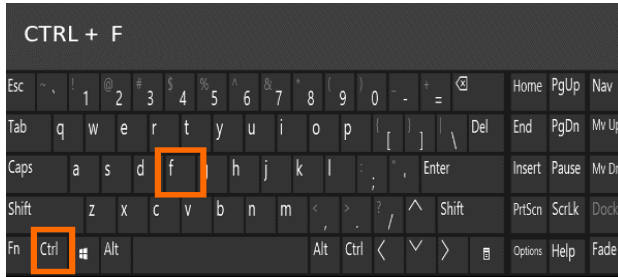 CTRL + F
Esc ~ ` ! 1 @ 2 # 3 $ 4 % 5 ^ 6 & 7 * 8 ( 9 ) 0 _ - + = Home PgUp Nav
Tab q w e r t y u i o p { [ } ] | \ Del End PgDn Mv Up
Caps a s d f h j k l : ; " ' Enter Insert Pause Mv Dn
Shift z x c v b n m < , > . ? / Shift PrtScn ScrLk Dock
Fn Ctrl Alt Alt Ctrl Options Help Fade